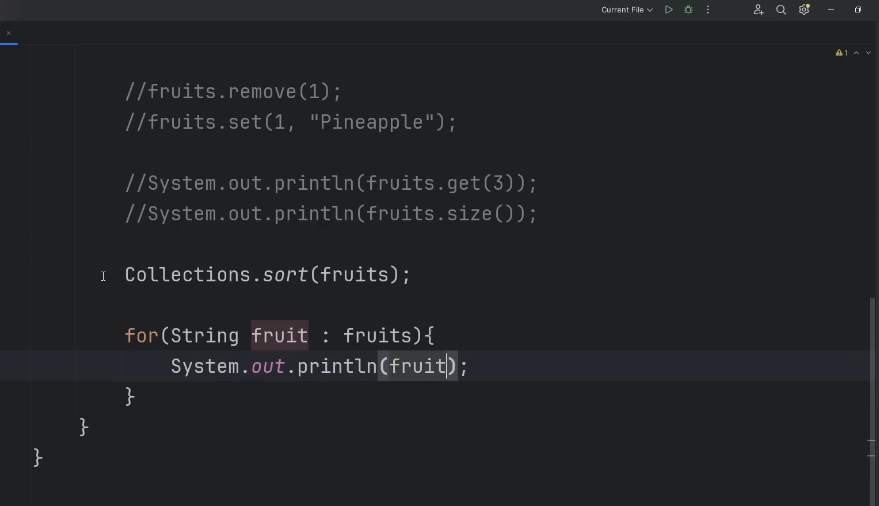 Current File
1
//fruits.remove(1);
//fruits.set(1, "Pineapple");
//System.out.println(fruits.get(3));
//System.out.println(fruits.size());
Collections.sort(fruits);
for(String fruit : fruits){
System.out.println(fruit);
}
}
}